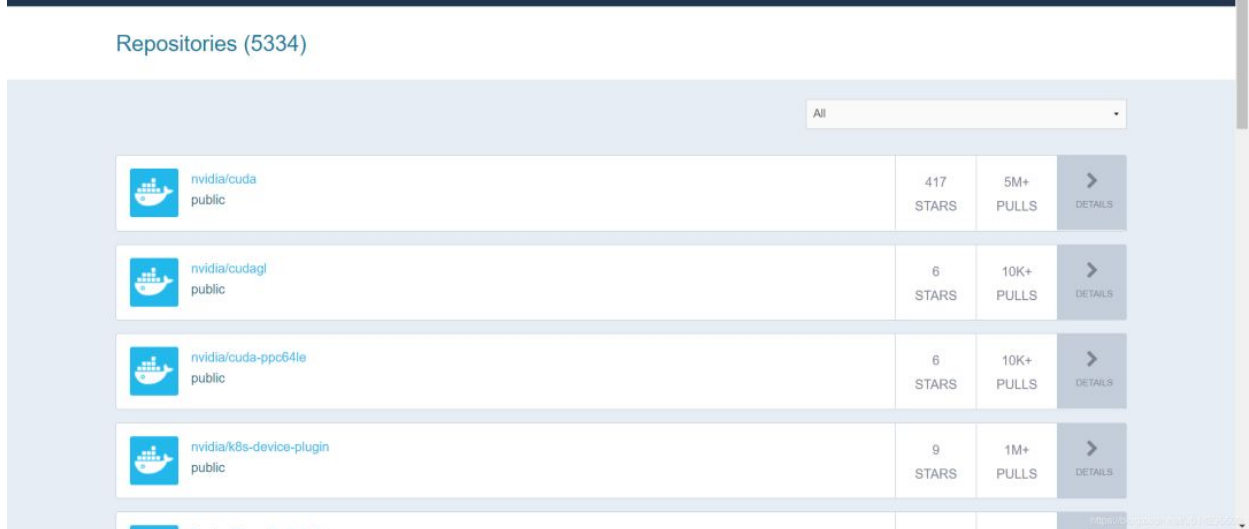 Repositories (5334)
All
nvidia/cuda
public
417
STARS
5M+
PULLS
DETAILS
nvidia/cudagl
public
6
STARS
10K+
PULLS
DETAILS
nvidia/cuda-ppc64le
public
6
STARS
10K+
PULLS
DETAILS
nvidia/k8s-device-plugin
public
9
STARS
1M+
PULLS
DETAILS